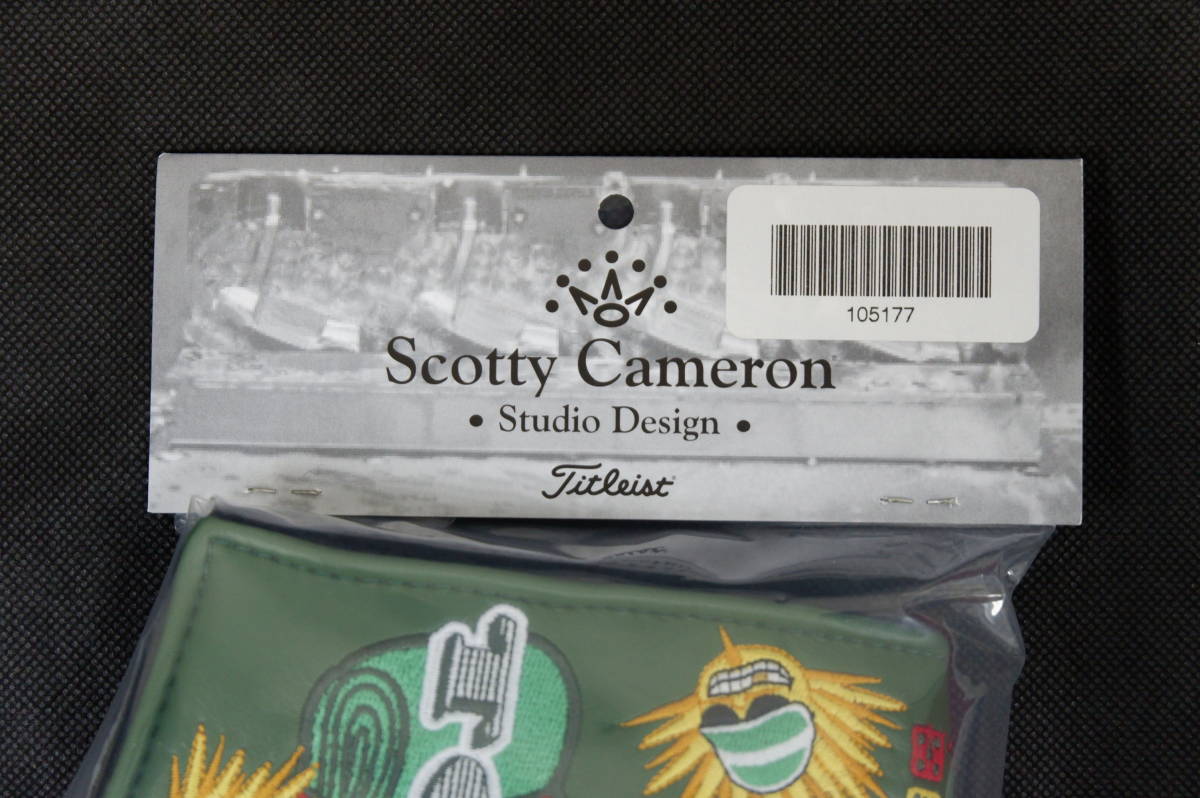 105177
Scotty Cameron
• Studio Design •
Titleist